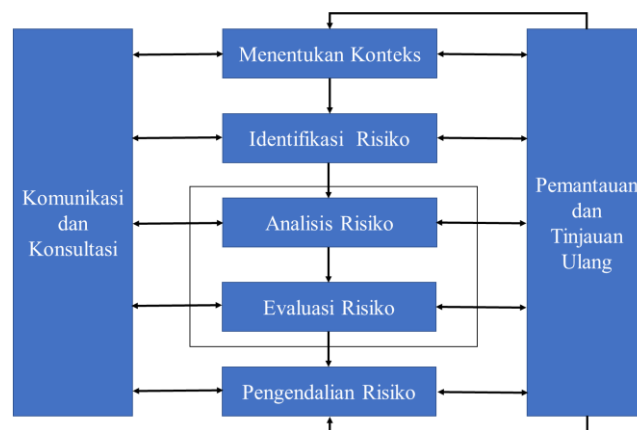 Menentukan Konteks
Identifikasi Risiko
Komunikasi
dan
Konsultasi
Analisis Risiko
Evaluasi Risiko
Pengendalian Risiko
Pemantauan
dan
Tinjauan
Ulang